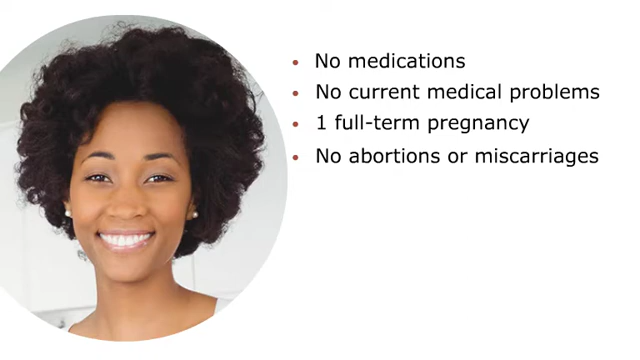 • No medications
• No current medical problems
• 1 full-term pregnancy
• No abortions or miscarriages